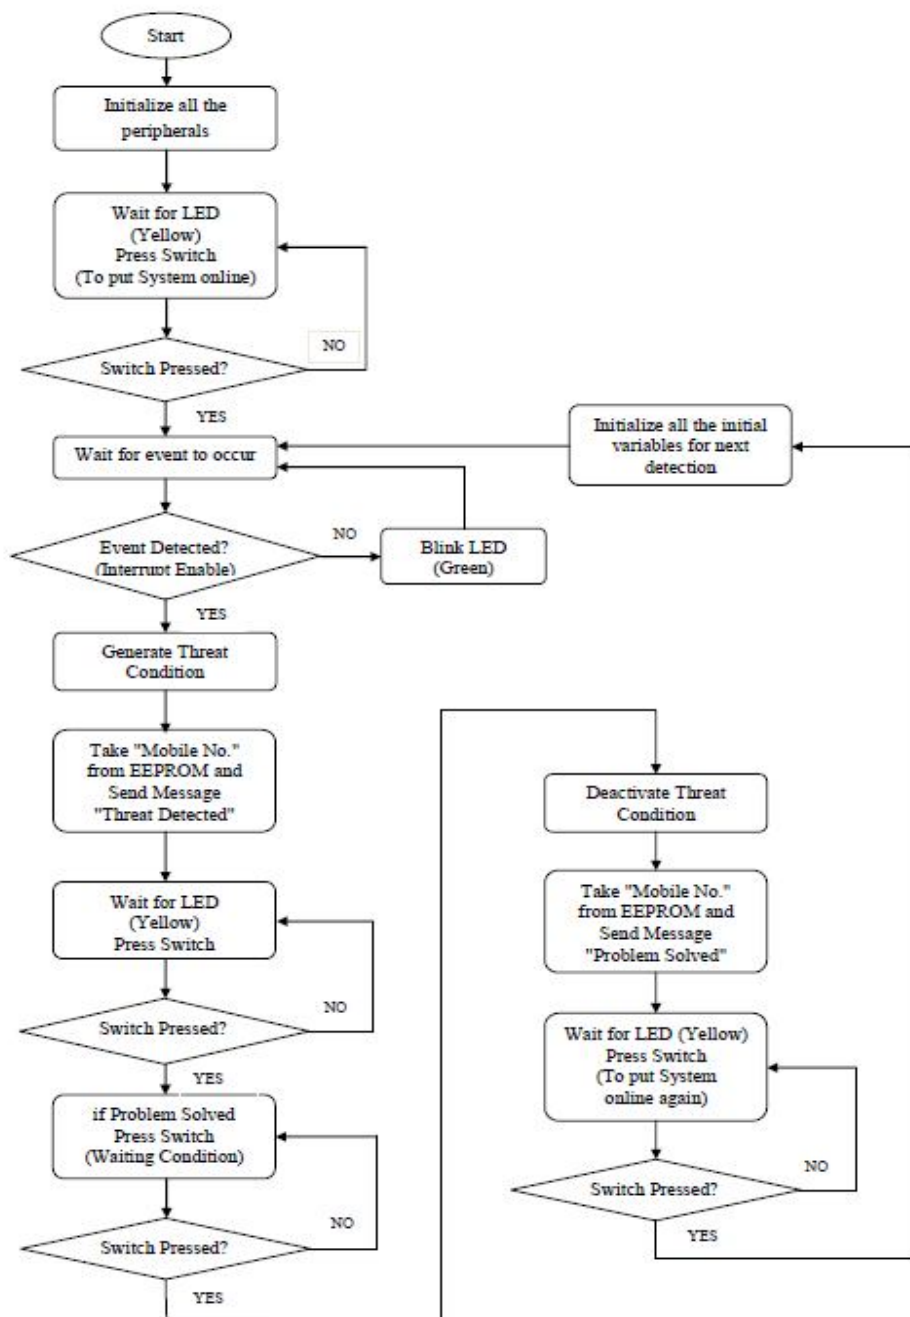 Start
Initialize all the
peripherals
Wait for LED
(Yellow)
Press Switch
(To put System online)
NO
Switch Pressed?
YES
Wait for event to occur
Initialize all the initial
variables for next
detection
Event Detected?
(Interrupt Enable)
NO
Blink LED
(Green)
YES
Generate Threat
Condition
Take "Mobile No."
from EEPROM and
Send Message
"Threat Detected"
Wait for LED
(Yellow)
Press Switch
NO
Switch Pressed?
YES
if Problem Solved
Press Switch
(Waiting Condition)
NO
Switch Pressed?
YES
Deactivate Threat
Condition
Take "Mobile No."
from EEPROM and
Send Message
"Problem Solved"
Wait for LED (Yellow)
Press Switch
(To put System
online again)
NO
Switch Pressed?
YES